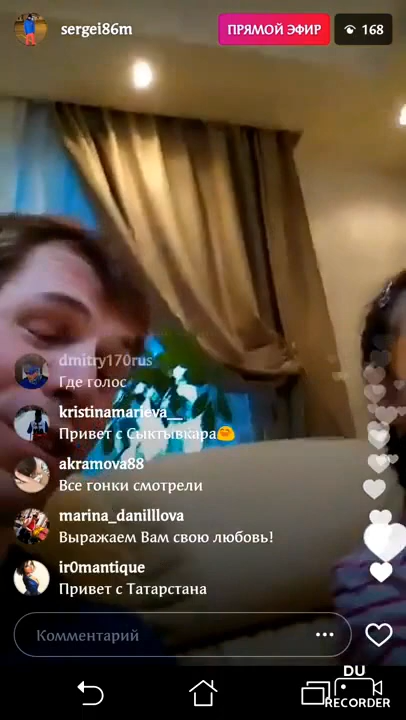 sergei86m
ПРЯМОЙ ЭФИР
168
dmitry170rus
Где голос
kristinamarieva__
Привет с Сыктывкара
akramova88
Все гонки смотрели
marina_danilllova
Выражаем Вам свою любовь!
ir0mantique
Привет с Татарстана
Комментарий
DU
RECORDER